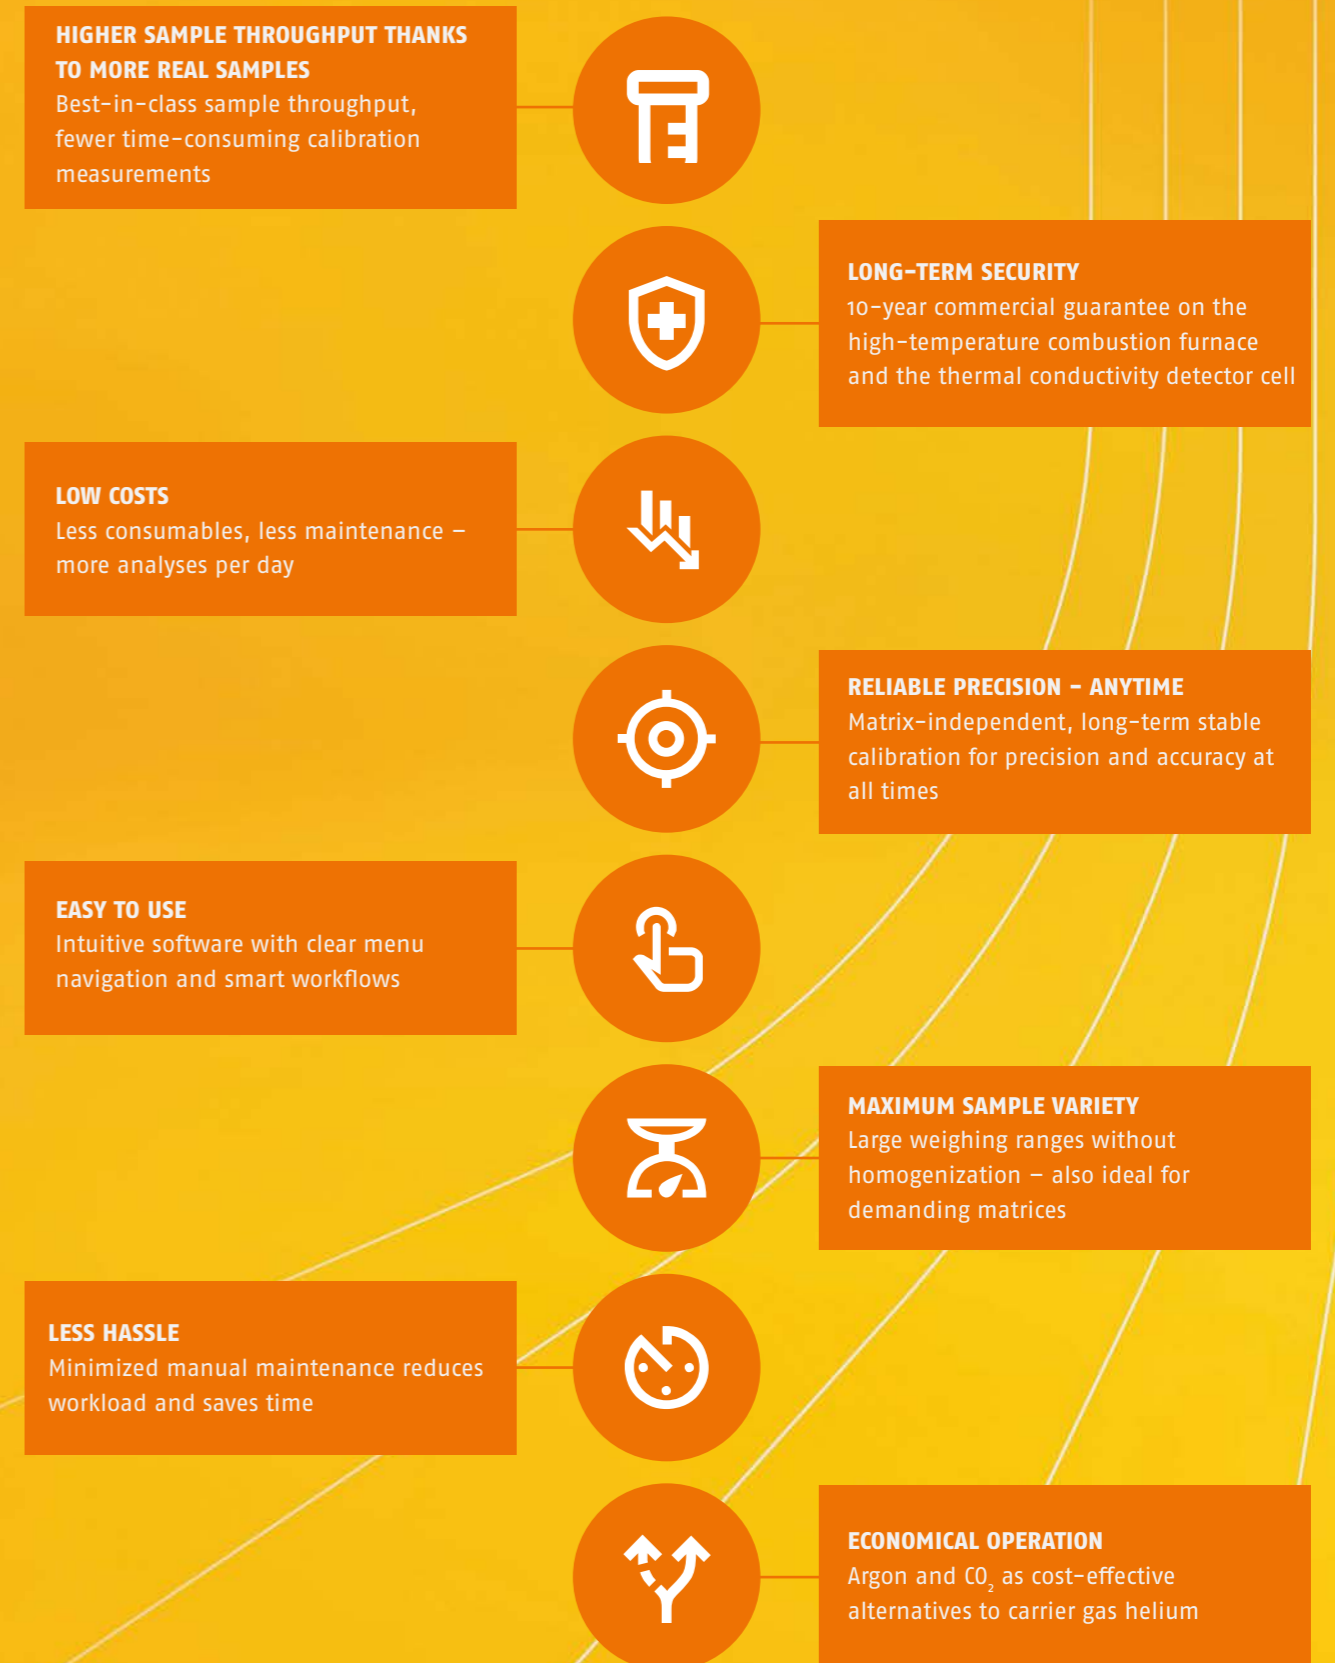 HIGHER SAMPLE THROUGHPUT THANKS
TO MORE REAL SAMPLES
Best-in-class sample throughput,
fewer time-consuming calibration
measurements
LONG-TERM SECURITY
10-year commercial guarantee on the
high-temperature combustion furnace
and the thermal conductivity detector cell
LOW COSTS
Less consumables, less maintenance –
more analyses per day
RELIABLE PRECISION – ANYTIME
Matrix-independent, long-term stable
calibration for precision and accuracy at
all times
EASY TO USE
Intuitive software with clear menu
navigation and smart workflows
MAXIMUM SAMPLE VARIETY
Large weighing ranges without
homogenization – also ideal for
demanding matrices
LESS HASSLE
Minimized manual maintenance reduces
workload and saves time
ECONOMICAL OPERATION
Argon and CO₂ as cost-effective
alternatives to carrier gas helium